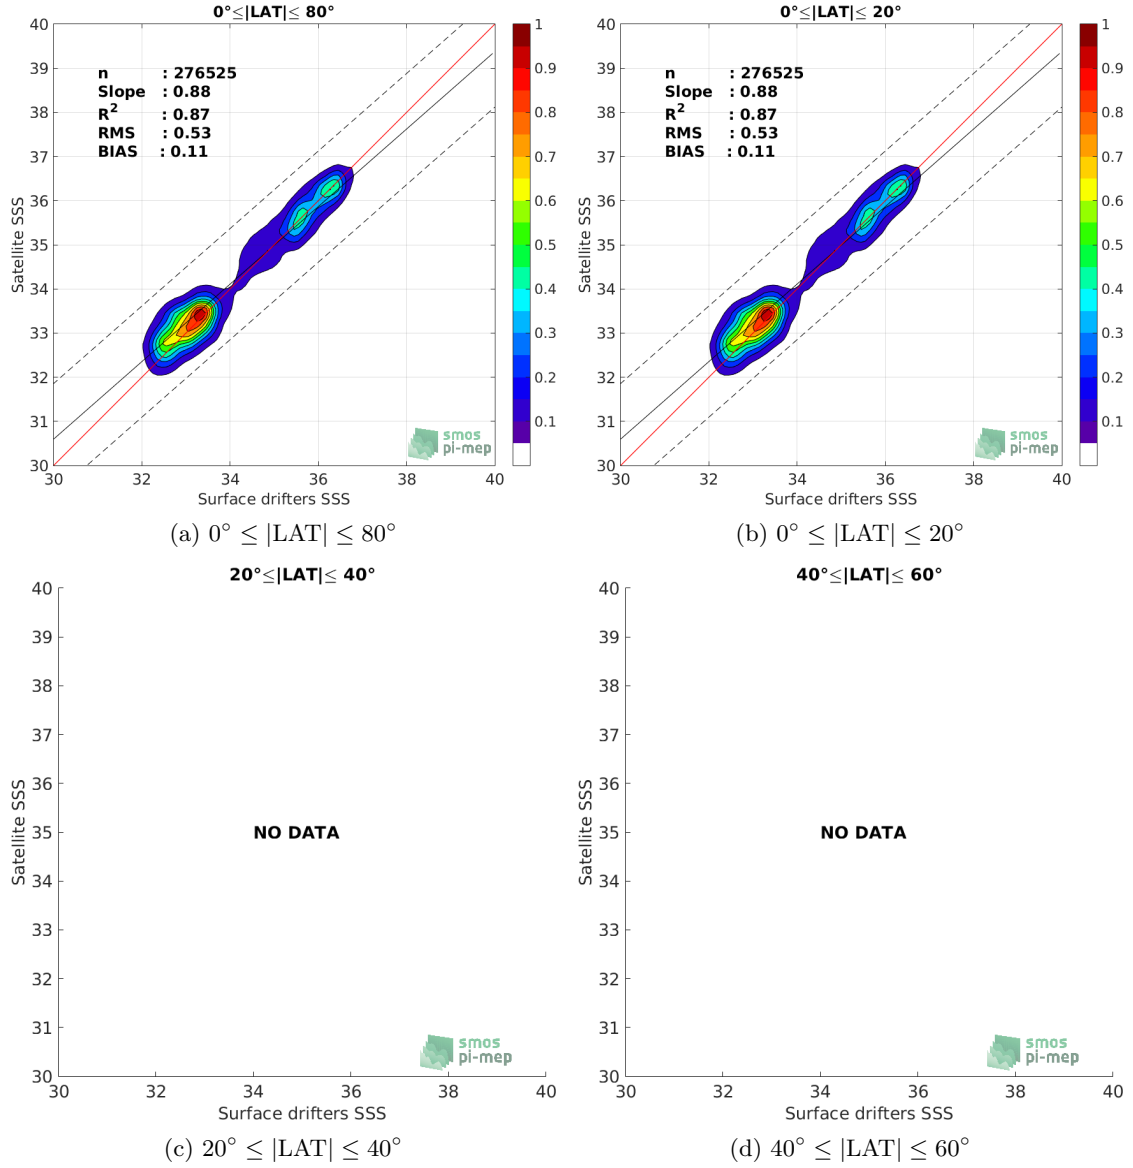 0°≤|LAT|≤ 80°
40
39
38
37
36
35
34
33
32
31
30
n : 276525
Slope : 0.88
R² : 0.87
RMS : 0.53
BIAS : 0.11
Satellite SSS
30 32 34 36 38 40
Surface drifters SSS
smos
pi-mep
1
0.9
0.8
0.7
0.6
0.5
0.4
0.3
0.2
0.1
(a) 0° ≤ |LAT| ≤ 80°
0°≤|LAT|≤ 20°
40
39
38
37
36
35
34
33
32
31
30
n : 276525
Slope : 0.88
R² : 0.87
RMS : 0.53
BIAS : 0.11
Satellite SSS
30 32 34 36 38 40
Surface drifters SSS
smos
pi-mep
1
0.9
0.8
0.7
0.6
0.5
0.4
0.3
0.2
0.1
(b) 0° ≤ |LAT| ≤ 20°
20°≤|LAT|≤ 40°
40
39
38
37
36
35
34
33
32
31
30
Satellite SSS
NO DATA
smos
pi-mep
30 32 34 36 38 40
Surface drifters SSS
(c) 20° ≤ |LAT| ≤ 40°
40°≤|LAT|≤ 60°
40
39
38
37
36
35
34
33
32
31
30
Satellite SSS
NO DATA
smos
pi-mep
30 32 34 36 38 40
Surface drifters SSS
(d) 40° ≤ |LAT| ≤ 60°